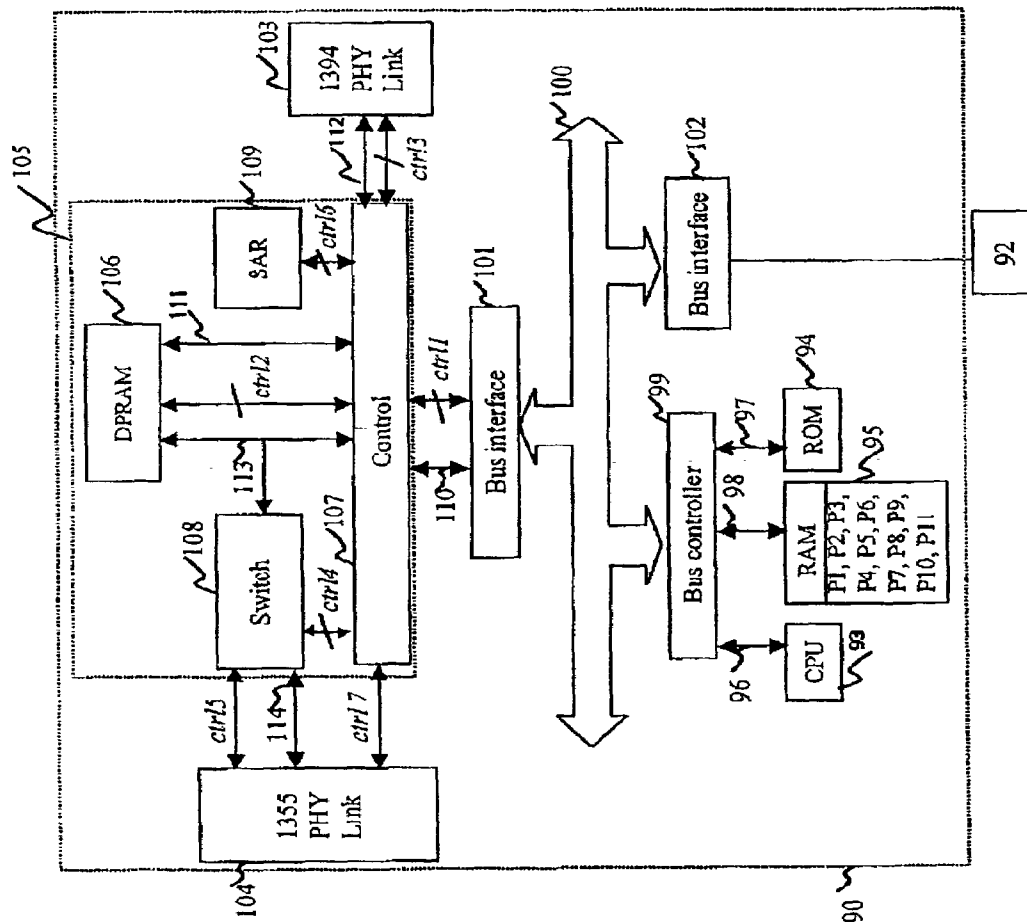 105
103
1394
PHY
Link
109
SAR
106
DPRAM
111
ctrl2
113
ctrl6
112
ctrl3
108
Switch
ctrl4
107
Control
ctrl5
114
ctrl7
1355
PHY
Link
104
110
ctrl1
101
Bus interface
100
102
Bus interface
99
Bus controller
96
98
97
CPU
93
RAM
P1, P2, P3,
P4, P5, P6,
P7, P8, P9,
P10, P11
95
ROM
94
92
90